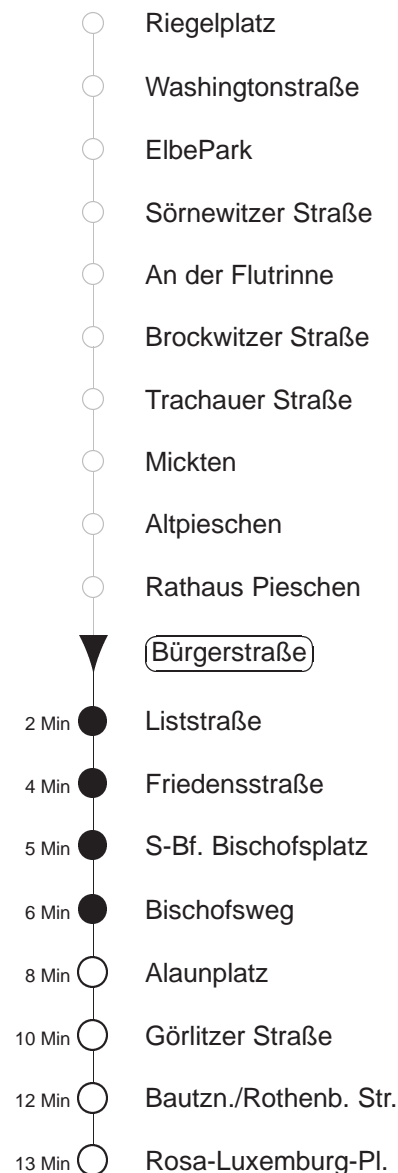 Riegelplatz
Washingtonstraße
ElbePark
Sörnewitzer Straße
An der Flutrinne
Brockwitzer Straße
Trachauer Straße
Mickten
Altpieschen
Rathaus Pieschen
Bürgerstraße
2 Min Liststraße
4 Min Friedensstraße
5 Min S-Bf. Bischofsplatz
6 Min Bischofsweg
8 Min Alaunplatz
10 Min Görlitzer Straße
12 Min Bautzn./Rothenb. Str.
13 Min Rosa-Luxemburg-Pl.